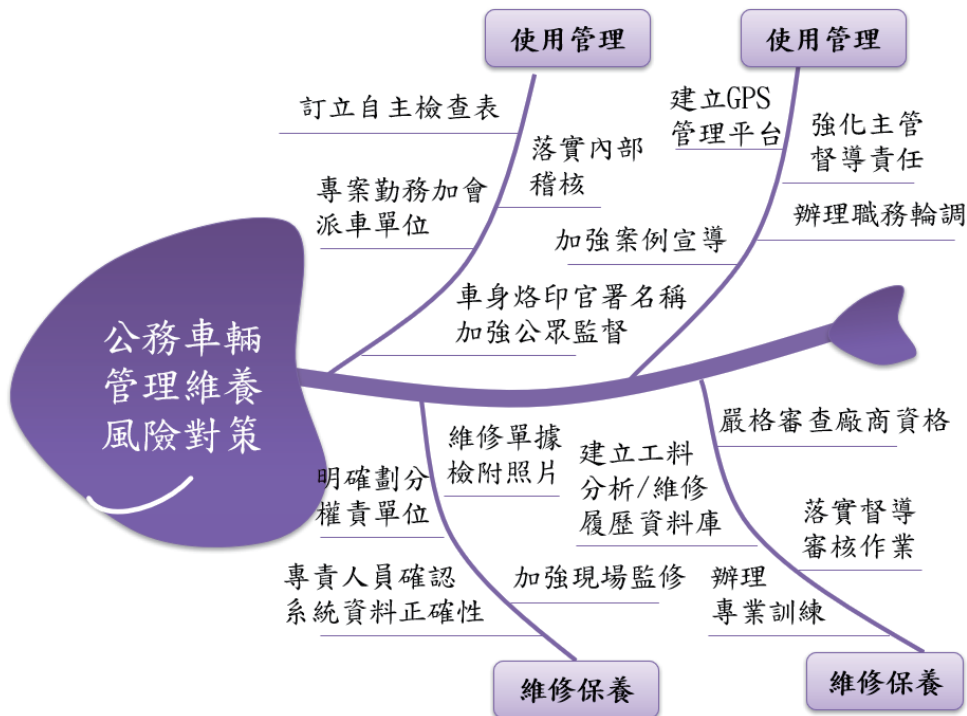 使用管理
使用管理
訂立自主檢查表
落實內部
稽核
專案勤務加會
派車單位
車身烙印官署名稱
加強公眾監督
建立GPS
管理平台
強化主管
督導責任
加強案例宣導
辦理職務輪調
公務車輛
管理維養
風險對策
明確劃分
權責單位
維修單據
檢附照片
專責人員確認
系統資料正確性
加強現場監修
建立工料
分析/維修
履歷資料庫
嚴格審查廠商資格
落實督導
審核作業
辦理
專業訓練
維修保養
維修保養